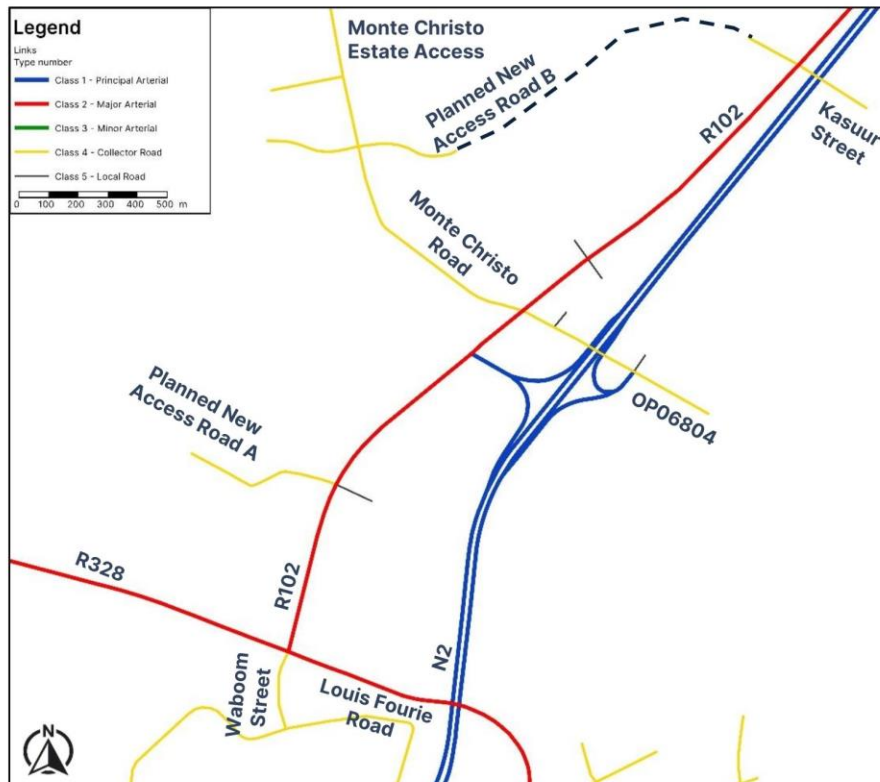 Legend
Links
Type number
Class 1 - Principal Arterial
Class 2 - Major Arterial
Class 3 - Minor Arterial
Class 4 - Collector Road
Class 5 - Local Road
0 100 200 300 400 500 m
Monte Christo
Estate Access
Planned New
Access Road B
R102
Kasuur
Street
Monte Christo
Road
OP06804
Planned New
Access Road A
R328
R102
N2
Waboom
Street
Louis Fourie
Road
N